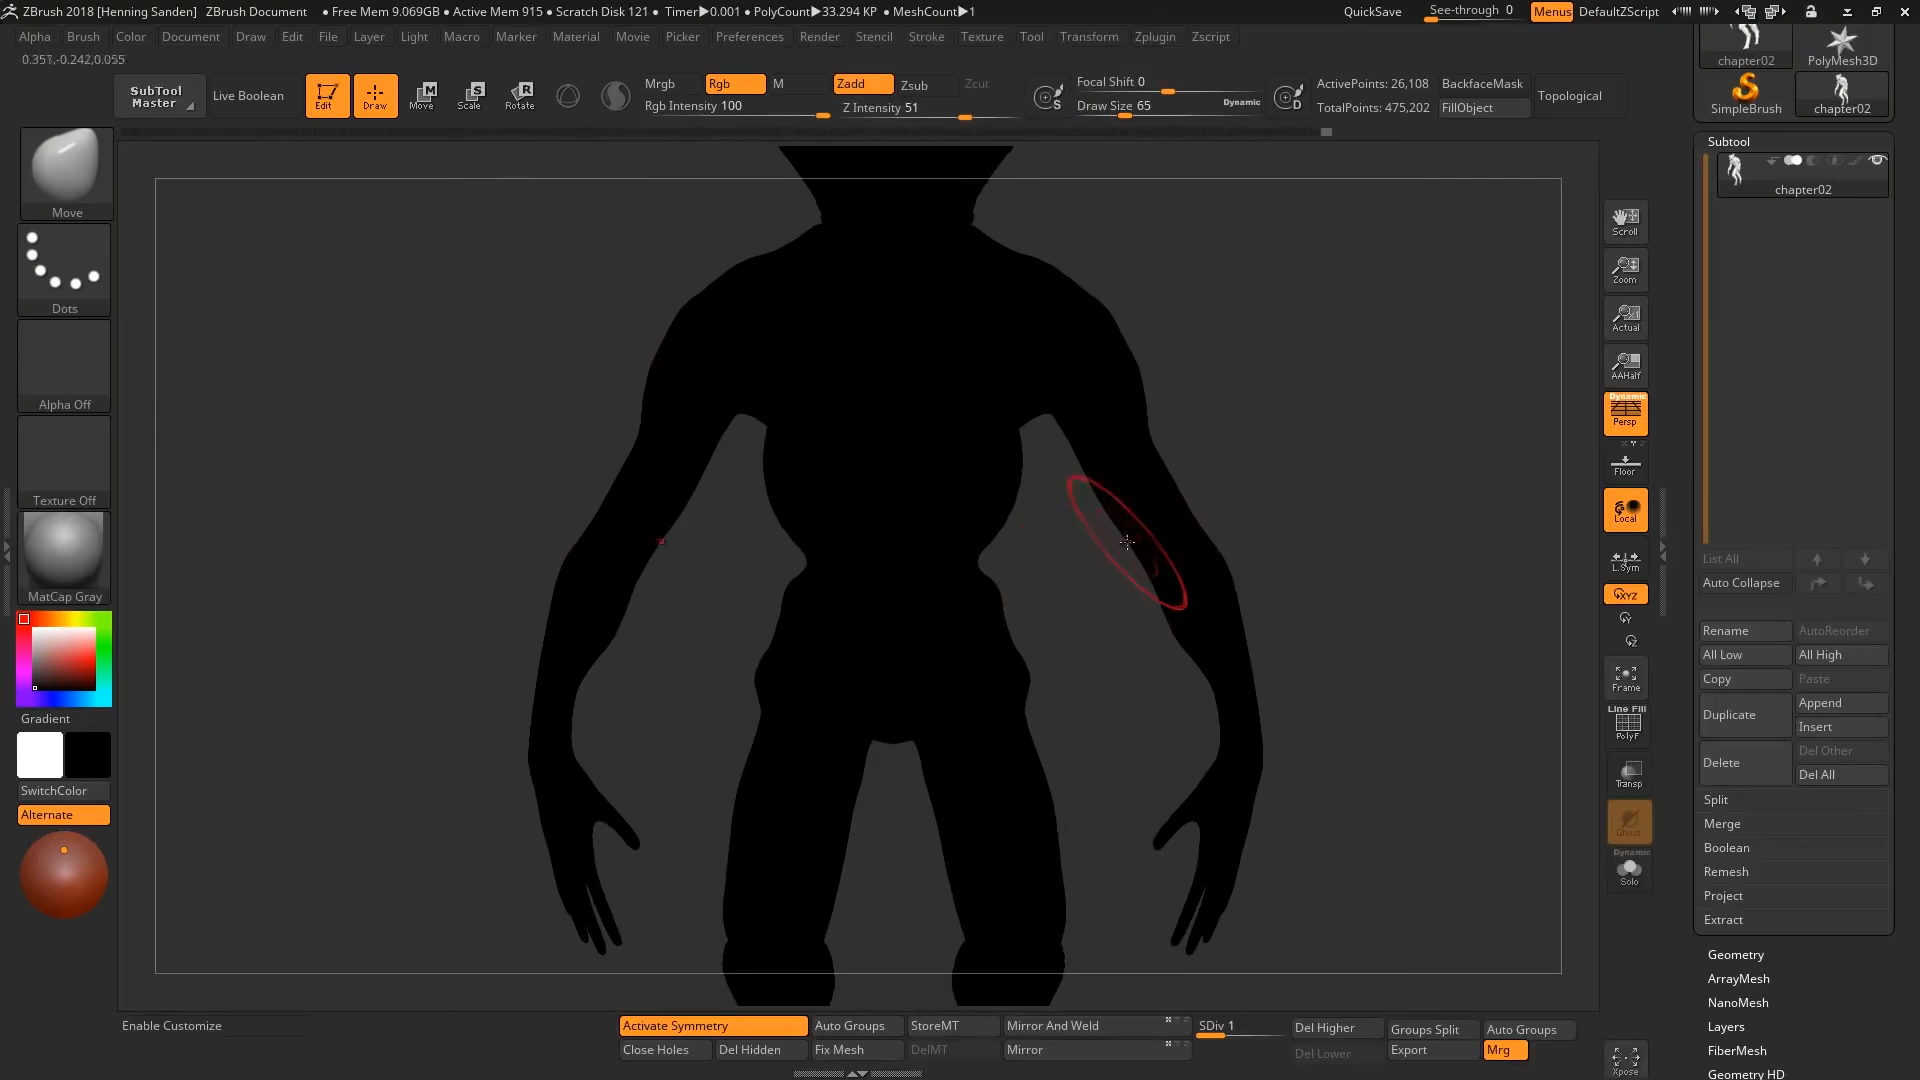 ZBrush 2018 [Henning Sanden] ZBrush Document • Free Mem 9.069GB • Active Mem 915 • Scratch Disk 121 • Timer▶0.001 • PolyCount▶33.294 KP • MeshCount▶1 QuickSave See-through 0 Menus DefaultZScript
Alpha Brush Color Document Draw Edit File Layer Light Macro Marker Material Movie Picker Preferences Render Stencil Stroke Texture Tool Transform Zplugin Zscript
0.351,-0.242,0.055
SubTool Master
Live Boolean
Edit Draw Move Scale Rotate
Mrgb Rgb M Zadd Zsub Zcut
Rgb Intensity 100 Z Intensity 51
Focal Shift 0
Draw Size 65 Dynamic
ActivePoints: 26,108 BackfaceMask
TotalPoints: 475,202 FillObject
Topological
chapter02 PolyMesh3D
SimpleBrush chapter02
Move
Dots
Alpha Off
Texture Off
MatCap Gray
Gradient
SwitchColor
Alternate
Scroll
Zoom
Actual
AAHalf
Dynamic
Persp
Floor
Local
L.Sym
XYZ
Frame
Line Fill
PolyF
Transp
Ghost
Dynamic
Solo
Xpose
Subtool
chapter02
List All
Auto Collapse
Rename AutoReorder
All Low All High
Copy Paste
Duplicate Append
Insert
Delete Del Other
Del All
Split
Merge
Boolean
Remesh
Project
Extract
Geometry
ArrayMesh
NanoMesh
Layers
FiberMesh
Geometry HD
Enable Customize
Activate Symmetry Auto Groups StoreMT Mirror And Weld SDiv 1 Del Higher Groups Split Auto Groups
Close Holes Del Hidden Fix Mesh DelMT Mirror Del Lower Export Mrg